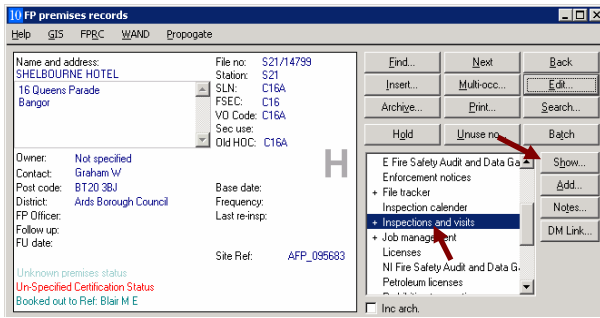 10 FP premises records
Help GIS FPRC WAND Propogate
Name and address:
SHELBOURNE HOTEL
16 Queens Parade
Bangor
File no: S21/14799
Station: S21
SLN: C16A
FSEC: C16
VO Code: C16A
Sec use:
Old HOC: C16A
H
Owner: Not specified
Contact: Graham W
Post code: BT20 3BJ
District: Ards Borough Council
FP Officer:
Follow up:
FU date:
Base date:
Frequency:
Last re-insp:
Site Ref: AFP_095683
Unknown premises status
Un-Specified Certification Status
Booked out to Ref: Blair M E
Find... Next Back
Insert... Multi-occ... Edit...
Archive... Print... Search...
Hold Unuse no... Batch
E Fire Safety Audit and Data Ga
Enforcement notices
+ File tracker
Inspection calender
+ Inspections and visits
+ Job management
Licenses
NI Fire Safety Audit and Data G
Petroleum licenses
Show...
Add...
Notes...
DM Link...
Inc arch.